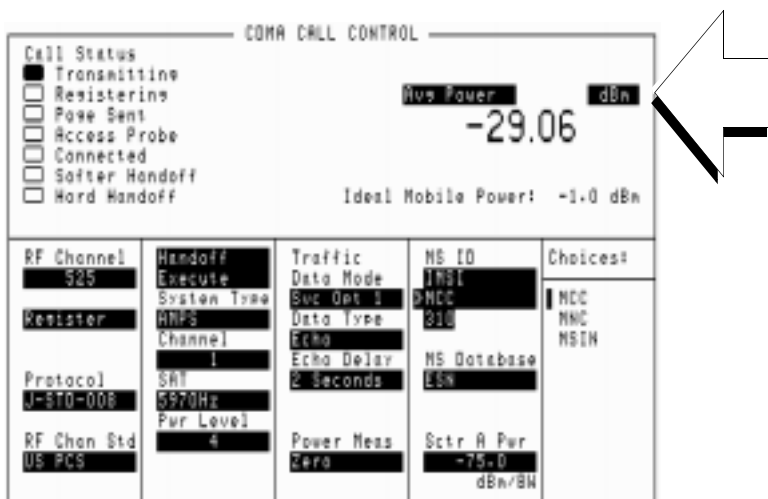 CDMA CALL CONTROL
Call Status
Transmitting
Registering
Page Sent
Access Probe
Connected
Softer Handoff
Hard Handoff
Avg Power dBm
-29.06
Ideal Mobile Power: -1.0 dBm
RF Channel
525
Register
Protocol
J-STD-008
RF Chan Std
US PCS
Handoff
Execute
System Type
AMPS
Channel
1
SAT
5970Hz
Pwr Level
4
Traffic
Data Mode
Svc Opt 1
Data Type
Echo
Echo Delay
2 Seconds
Power Meas
Zero
MS ID
IMSI
MCC
310
MS Database
ESN
Sctr A Pwr
-75.0
dBm/BW
Choices:
MCC
MNC
MSIN